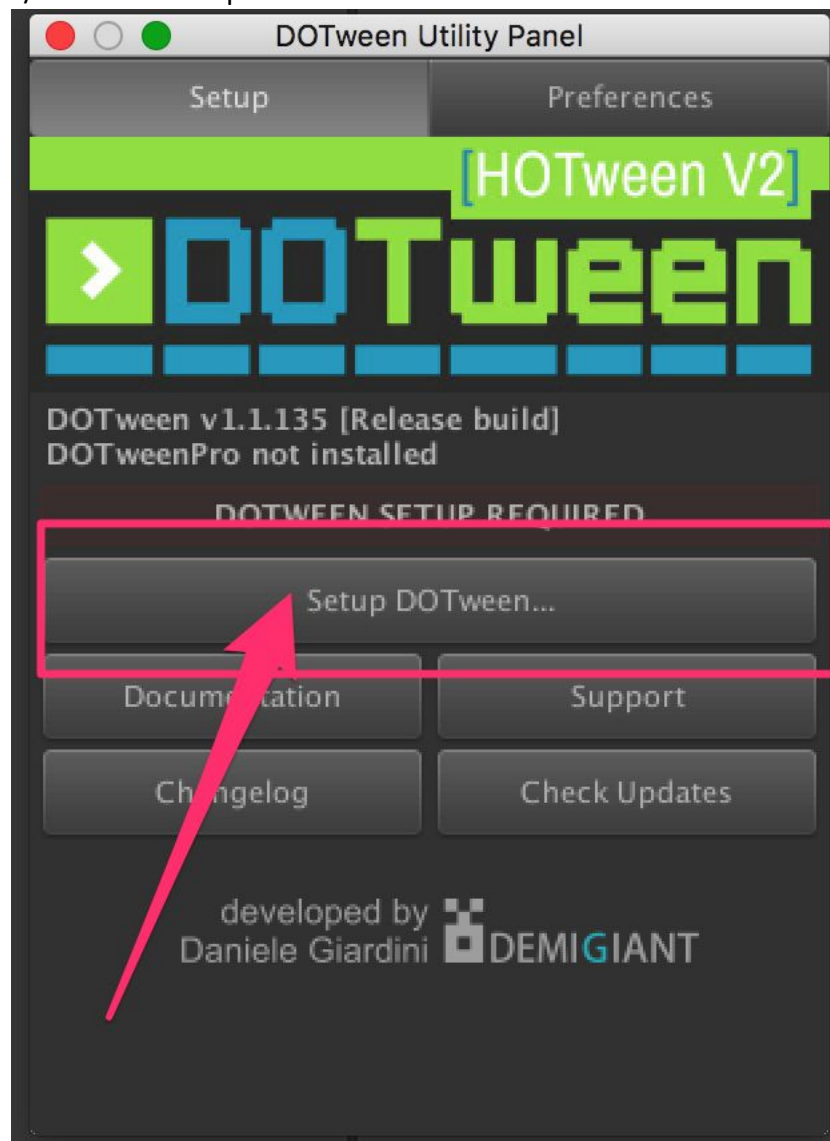 DOTween Utility Panel
Setup Preferences
[HOTween V2]
DOTween
DOTween v1.1.135 [Release build]
DOTweenPro not installed
DOTWEEN SETUP REQUIRED
Setup DOTween...
Documentation Support
Changelog Check Updates
developed by
Daniele Giardini DEMIGIANT